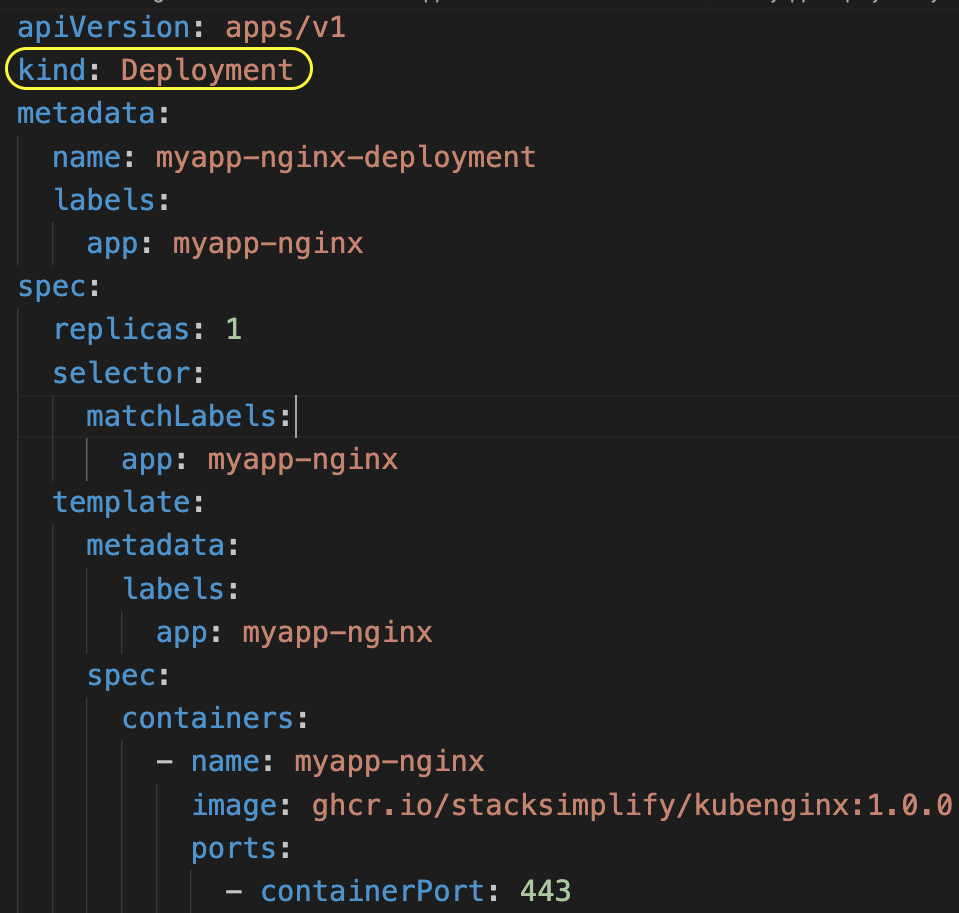 apiVersion: apps/v1
kind: Deployment
metadata:
  name: myapp-nginx-deployment
  labels:
    app: myapp-nginx
spec:
  replicas: 1
  selector:
    matchLabels:
      app: myapp-nginx
  template:
    metadata:
      labels:
        app: myapp-nginx
    spec:
      containers:
        - name: myapp-nginx
          image: ghcr.io/stacksimplify/kubenginx:1.0.0
          ports:
            - containerPort: 443